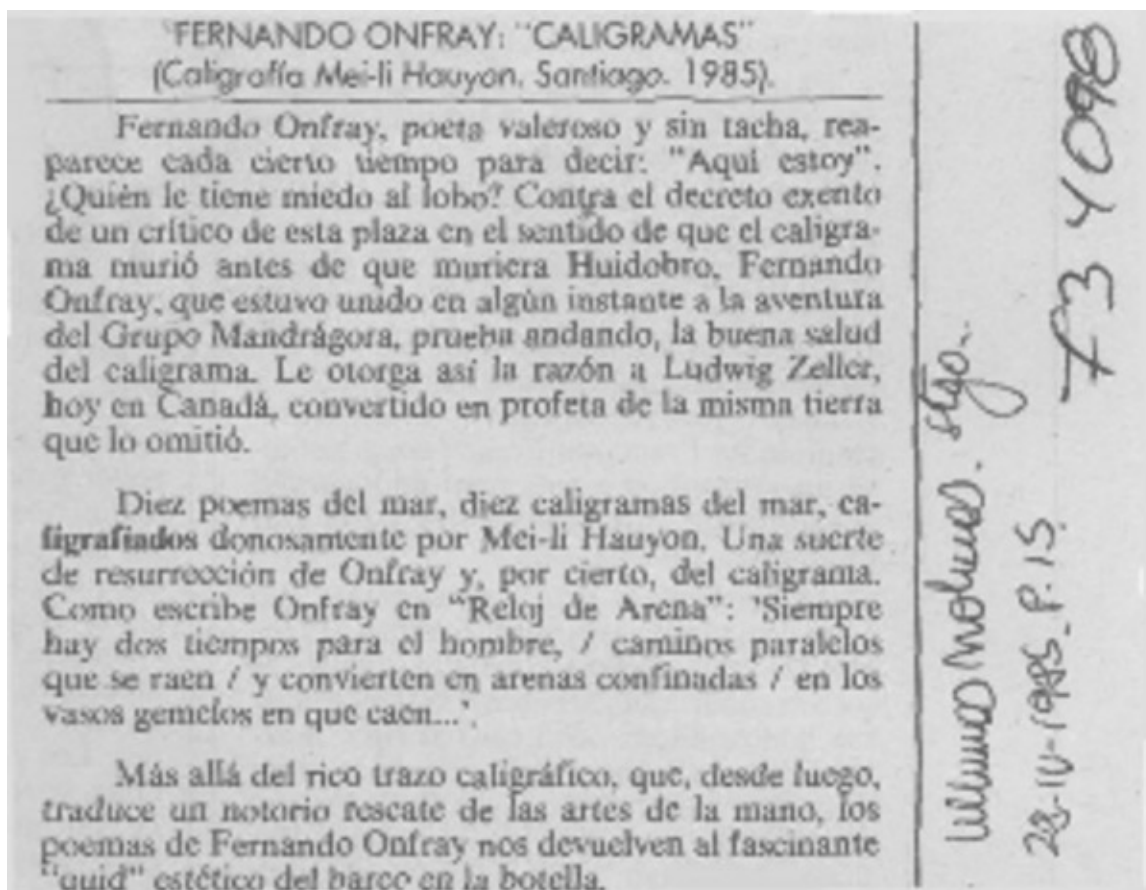 "FERNANDO ONFRAY: "CALIGRAMAS"
(Caligrafía Mei-li Hauyon. Santiago. 1985).
Fernando Onfray, poeta valeroso y sin tacha, rea-
parece cada cierto tiempo para decir: "Aquí estoy".
¿Quién le tiene miedo al lobo? Contra el decreto exento
de un crítico de esta plaza en el sentido de que el caligra-
ma murió antes de que muriera Huidobro, Fernando
Onfray, que estuvo unido en algún instante a la aventura
del Grupo Mandrágora, prueba andando, la buena salud
del caligrama. Le otorga así la razón a Ludwig Zeller,
hoy en Canadá, convertido en profeta de la misma tierra
que lo omitió.
Diez poemas del mar, diez caligramas del mar, ca-
ligrafiados donosamente por Mei-li Hauyon. Una suerte
de resurrección de Onfray y, por cierto, del caligrama.
Como escribe Onfray en "Reloj de Arena": 'Siempre
hay dos tiempos para el hombre, / caminos paralelos
que se raen / y convierten en arenas confinadas / en los
vasos gemelos en que caen...'.
Más allá del rico trazo caligráfico, que, desde luego,
traduce un notorio rescate de las artes de la mano, los
poemas de Fernando Onfray nos devuelven al fascinante
"quid" estético del barco en la botella.
Stgo.
28-IV-1985. P. 15.